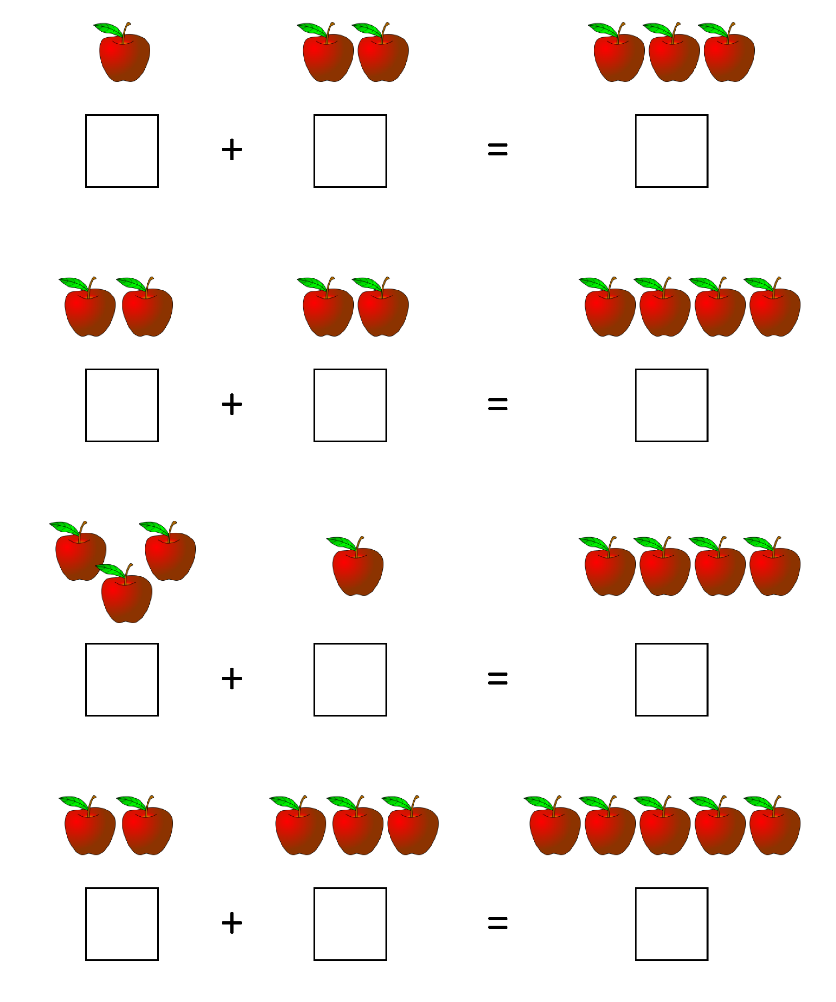 + =
+ =
+ =
+ =